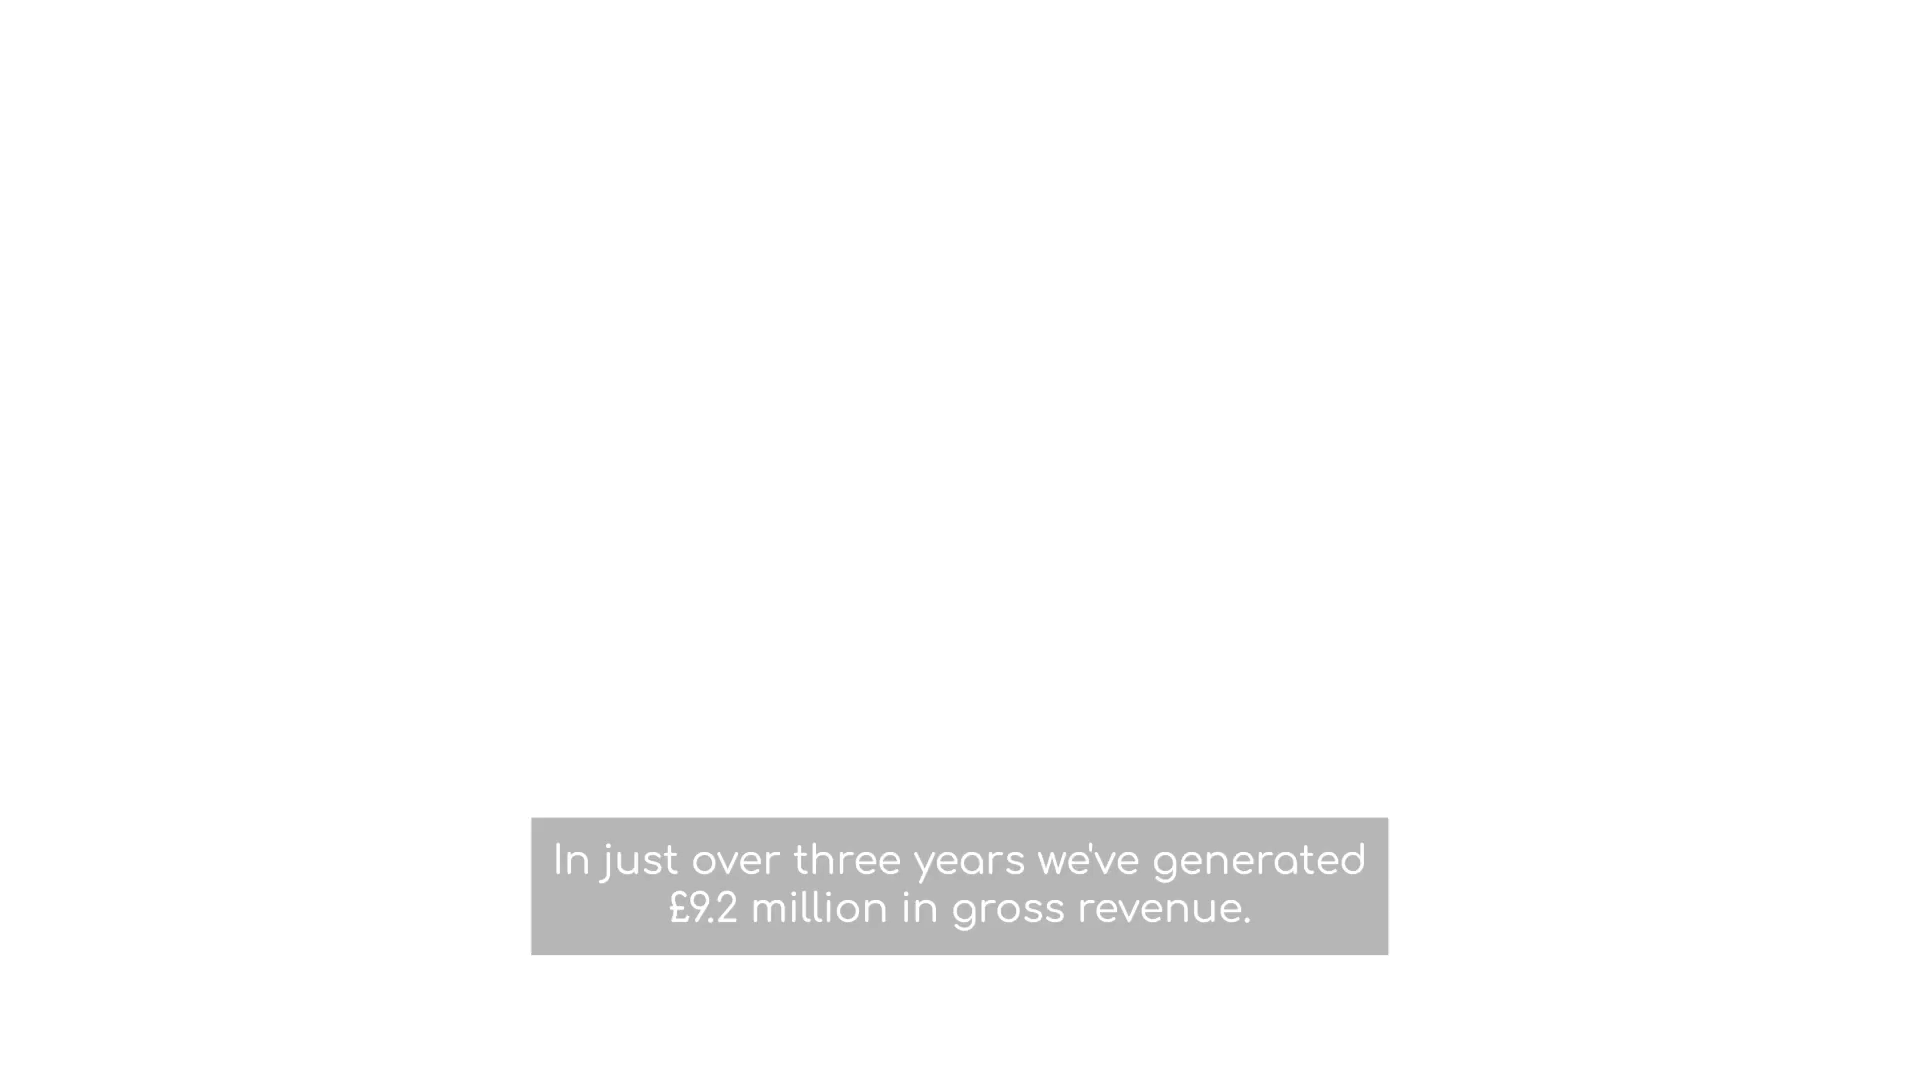 In just over three years we've generated
£9.2 million in gross revenue.